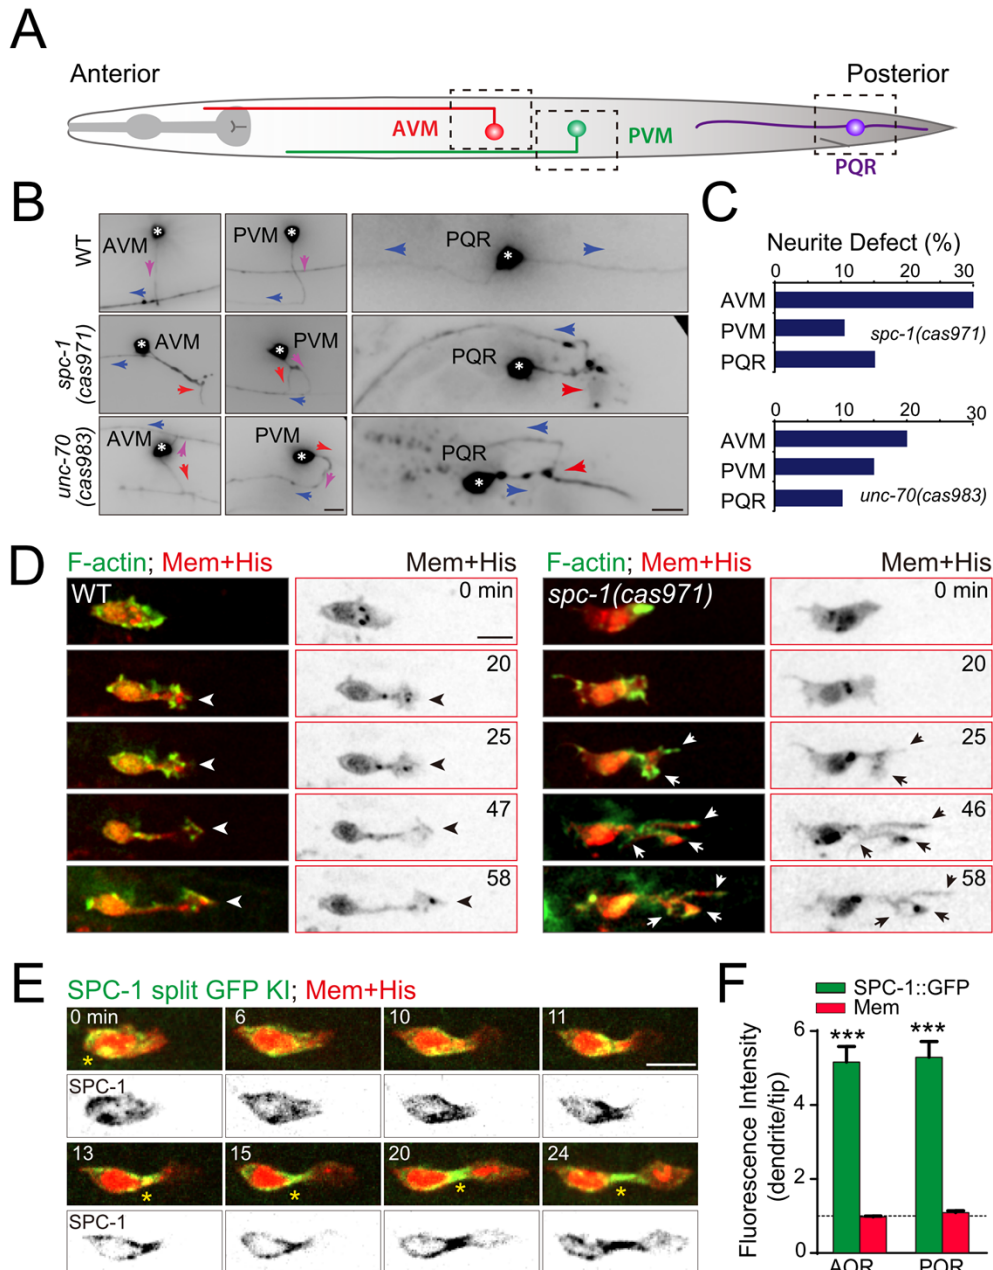 A
Anterior
Posterior
AVM
PVM
PQR
B
WT
AVM
PVM
PQR
spc-1
(cas971)
AVM
PVM
PQR
unc-70
(cas983)
AVM
PVM
PQR
C
Neurite Defect (%)
0 10 20 30
AVM
PVM
PQR
spc-1(cas971)
0 10 20 30
AVM
PVM
PQR
unc-70(cas983)
D
F-actin; Mem+His
Mem+His
WT
0 min
20
25
47
58
F-actin; Mem+His
Mem+His
spc-1(cas971)
0 min
20
25
46
58
E
SPC-1 split GFP KI; Mem+His
0 min 6 10 11
*
SPC-1
13 15 20 24
* * * *
SPC-1
F
SPC-1::GFP
Mem
Fluorescence Intensity
(dendrite/tip)
6
4
2
0
*** ***
AQR PQR